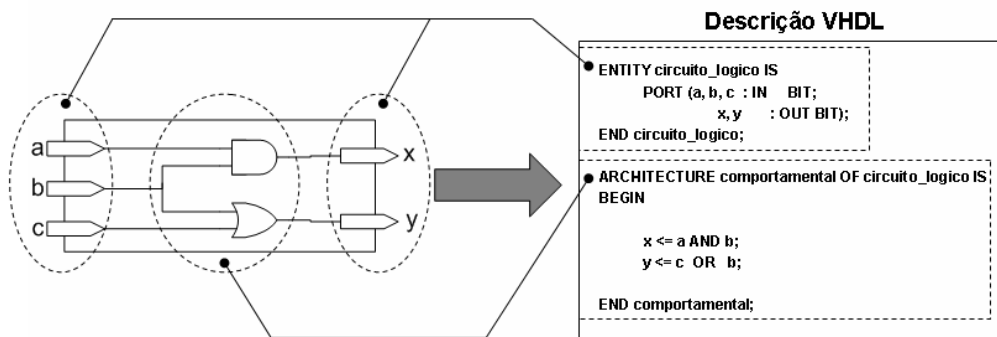 Descrição VHDL
a
b
c
x
y
ENTITY circuito_logico IS
PORT (a, b, c : IN BIT;
x, y : OUT BIT);
END circuito_logico;
ARCHITECTURE comportamental OF circuito_logico IS
BEGIN
x <= a AND b;
y <= c OR b;
END comportamental;